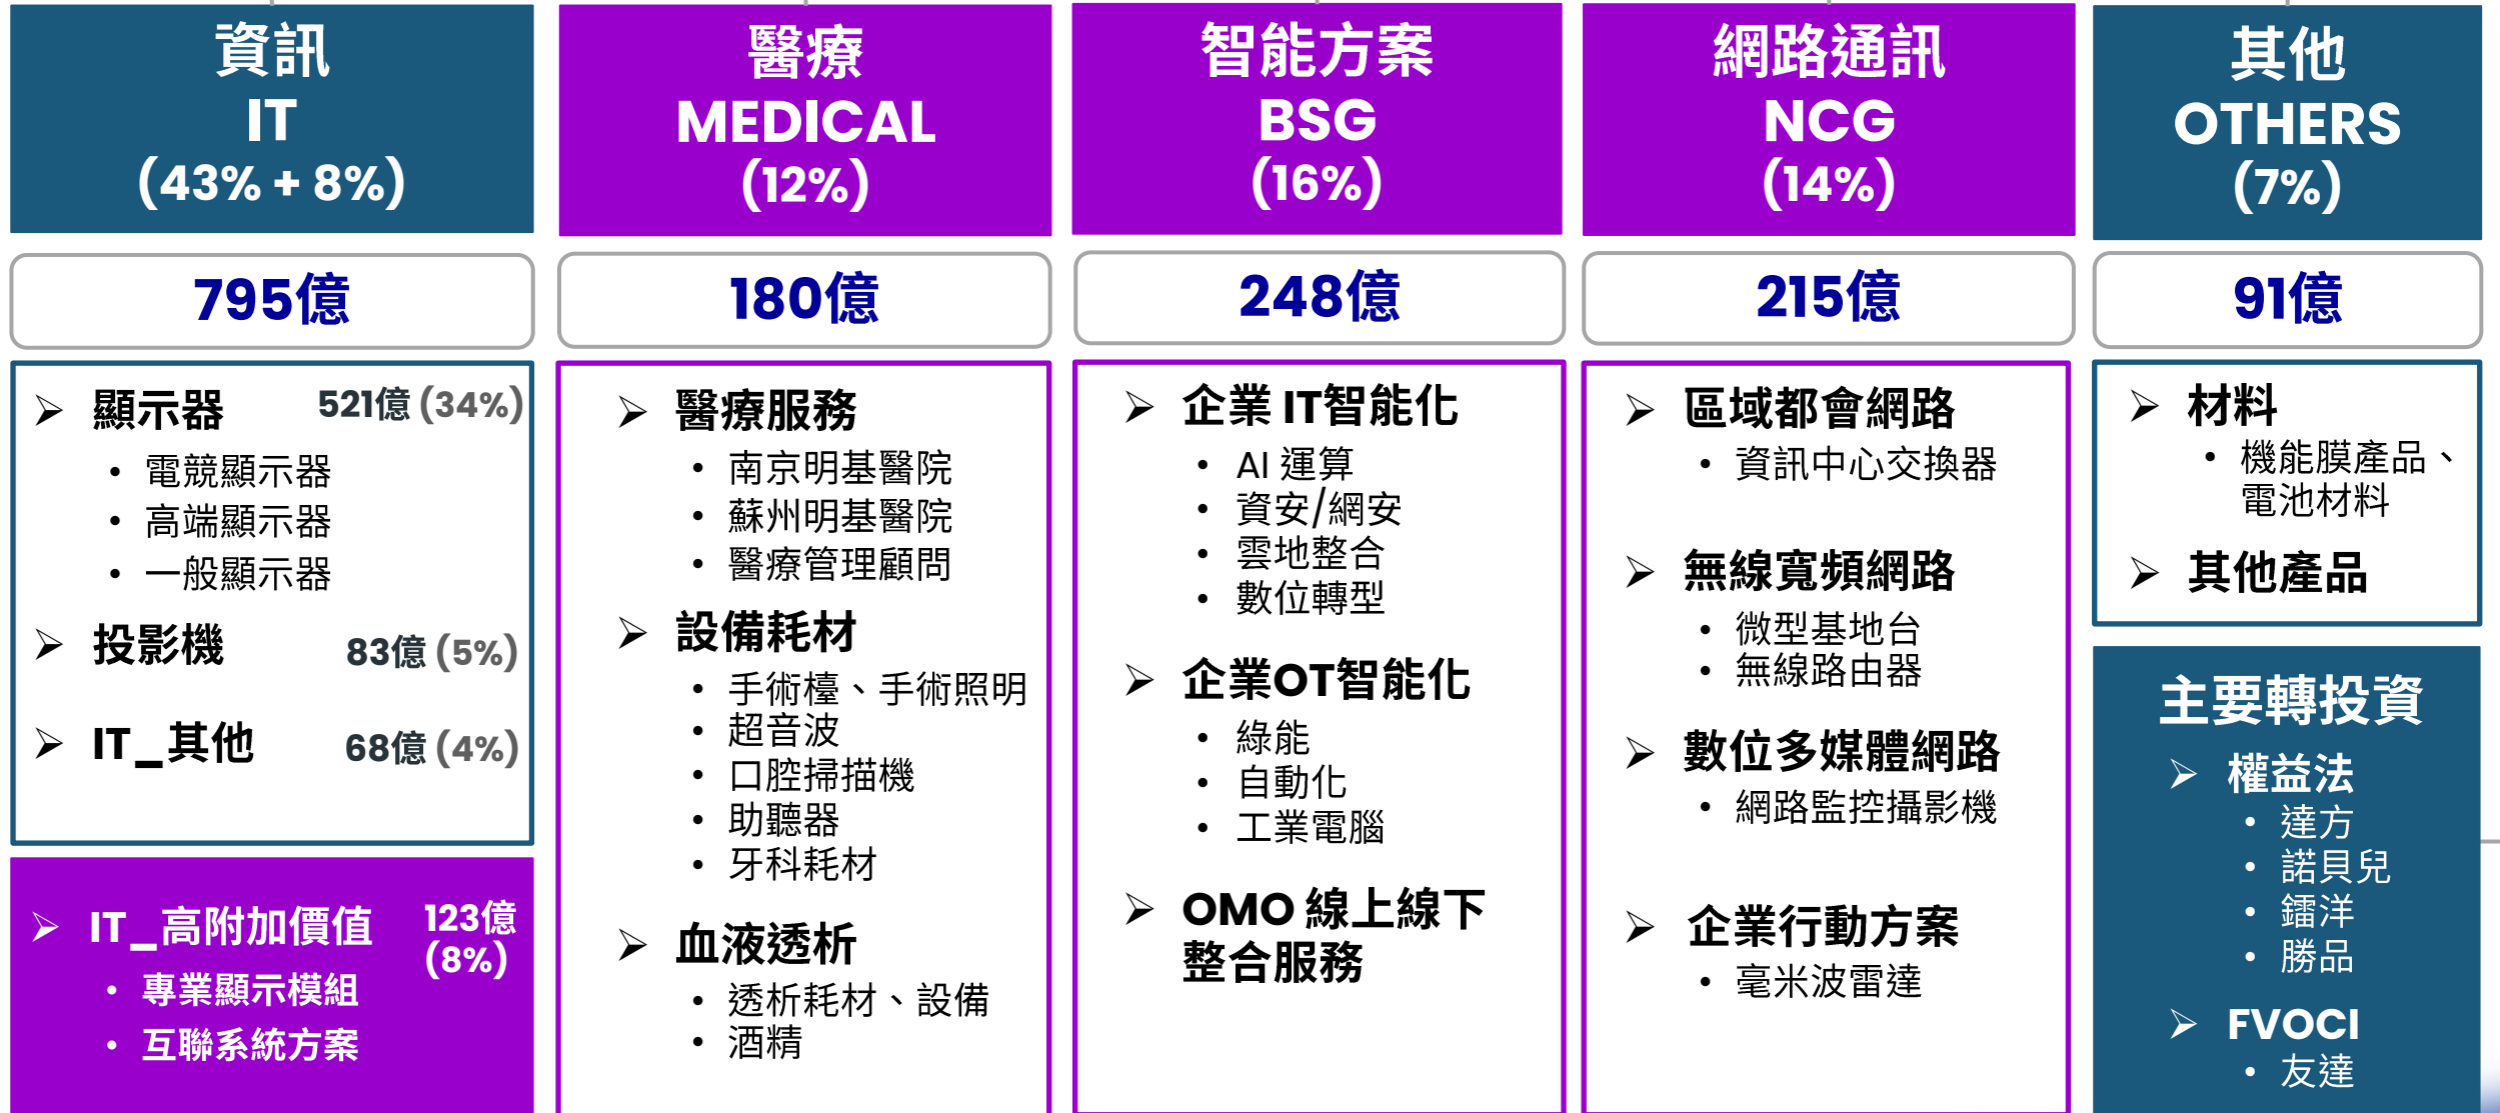 資訊
IT
(43% + 8%)
795億
➢ 顯示器 521億 (34%)
• 電競顯示器
• 高端顯示器
• 一般顯示器
➢ 投影機 83億 (5%)
➢ IT_其他 68億 (4%)
➢ IT_高附加價值 123億
(8%)
• 專業顯示模組
• 互聯系統方案
醫療
MEDICAL
(12%)
180億
➢ 醫療服務
• 南京明基醫院
• 蘇州明基醫院
• 醫療管理顧問
➢ 設備耗材
• 手術檯、手術照明
• 超音波
• 口腔掃描機
• 助聽器
• 牙科耗材
➢ 血液透析
• 透析耗材、設備
• 酒精
智能方案
BSG
(16%)
248億
➢ 企業 IT智能化
• AI 運算
• 資安/網安
• 雲地整合
• 數位轉型
➢ 企業OT智能化
• 綠能
• 自動化
• 工業電腦
➢ OMO 線上線下
整合服務
網路通訊
NCG
(14%)
215億
➢ 區域都會網路
• 資訊中心交換器
➢ 無線寬頻網路
• 微型基地台
• 無線路由器
➢ 數位多媒體網路
• 網路監控攝影機
➢ 企業行動方案
• 毫米波雷達
其他
OTHERS
(7%)
91億
➢ 材料
• 機能膜產品、
電池材料
➢ 其他產品
主要轉投資
➢ 權益法
• 達方
• 諾貝兒
• 鐳洋
• 勝品
➢ FVOCI
• 友達